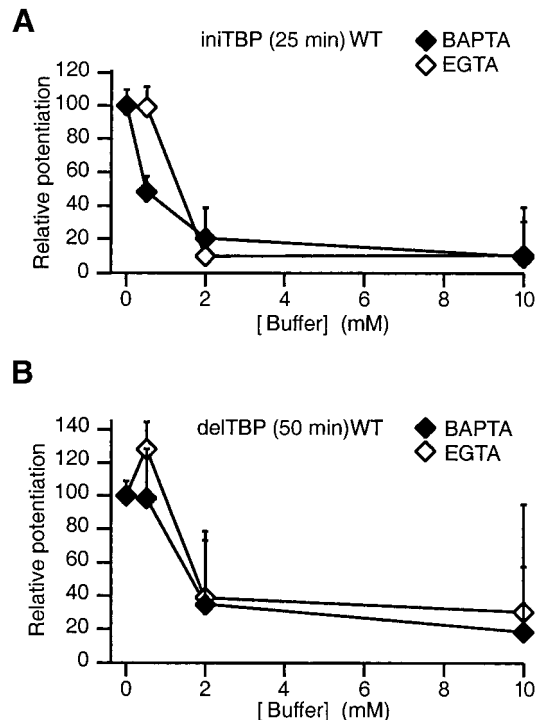 A
iniTBP (25 min) WT
BAPTA
EGTA
Relative potentiation
120
100
80
60
40
20
0
0 2 4 6 8 10
[Buffer] (mM)
B
delTBP (50 min)WT
BAPTA
EGTA
Relative potentiation
140
120
100
80
60
40
20
0
0 2 4 6 8 10
[Buffer] (mM)